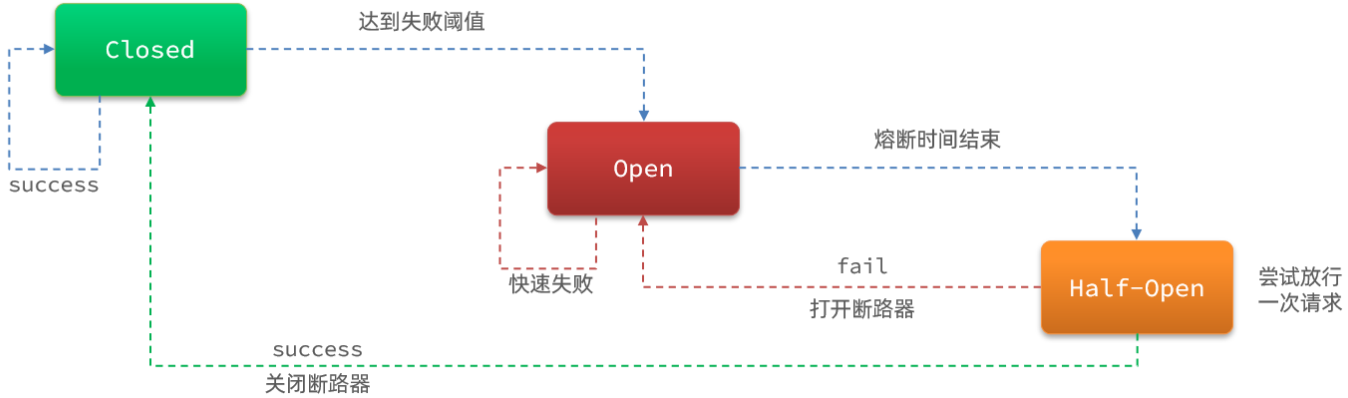 达到失败阈值
Closed
success
熔断时间结束
Open
快速失败
fail
打开断路器
Half-Open
尝试放行
一次请求
success
关闭断路器